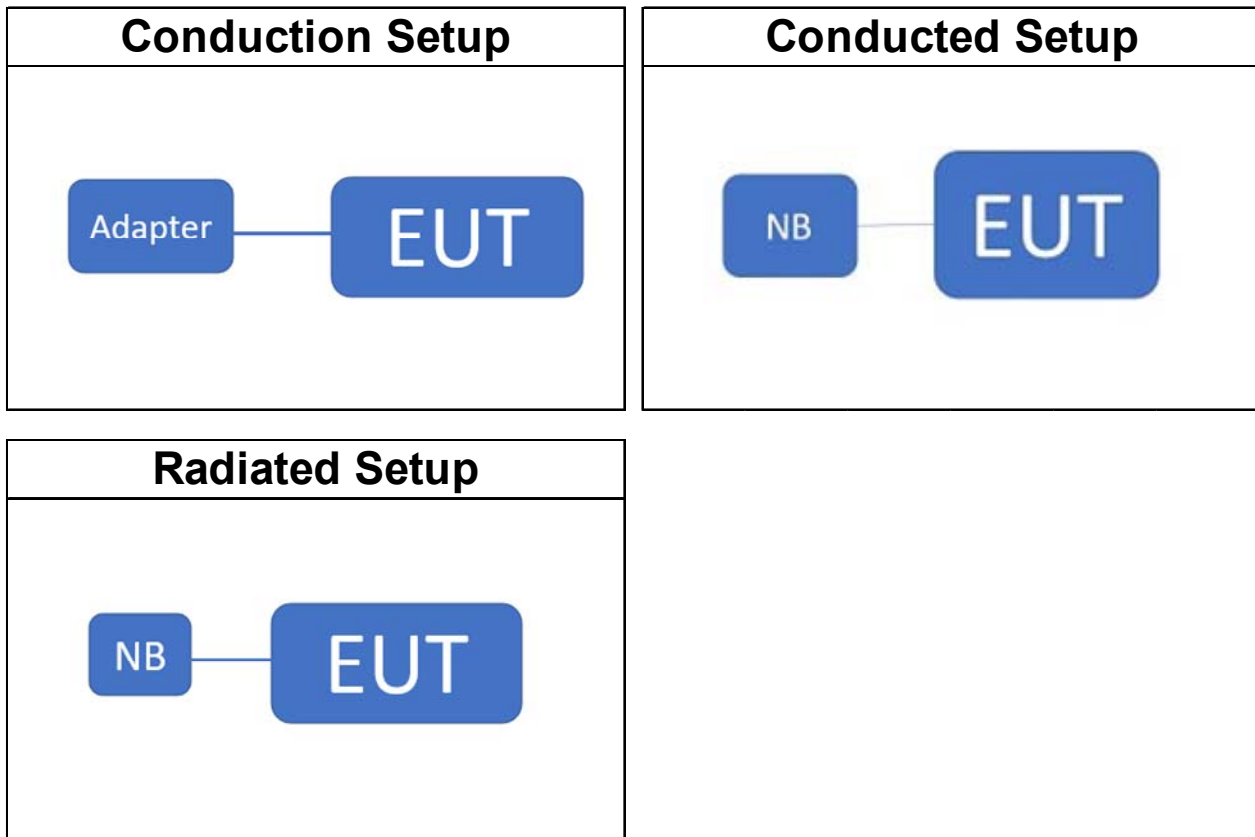 Conduction Setup
Adapter
EUT
Conducted Setup
NB
EUT
Radiated Setup
NB
EUT